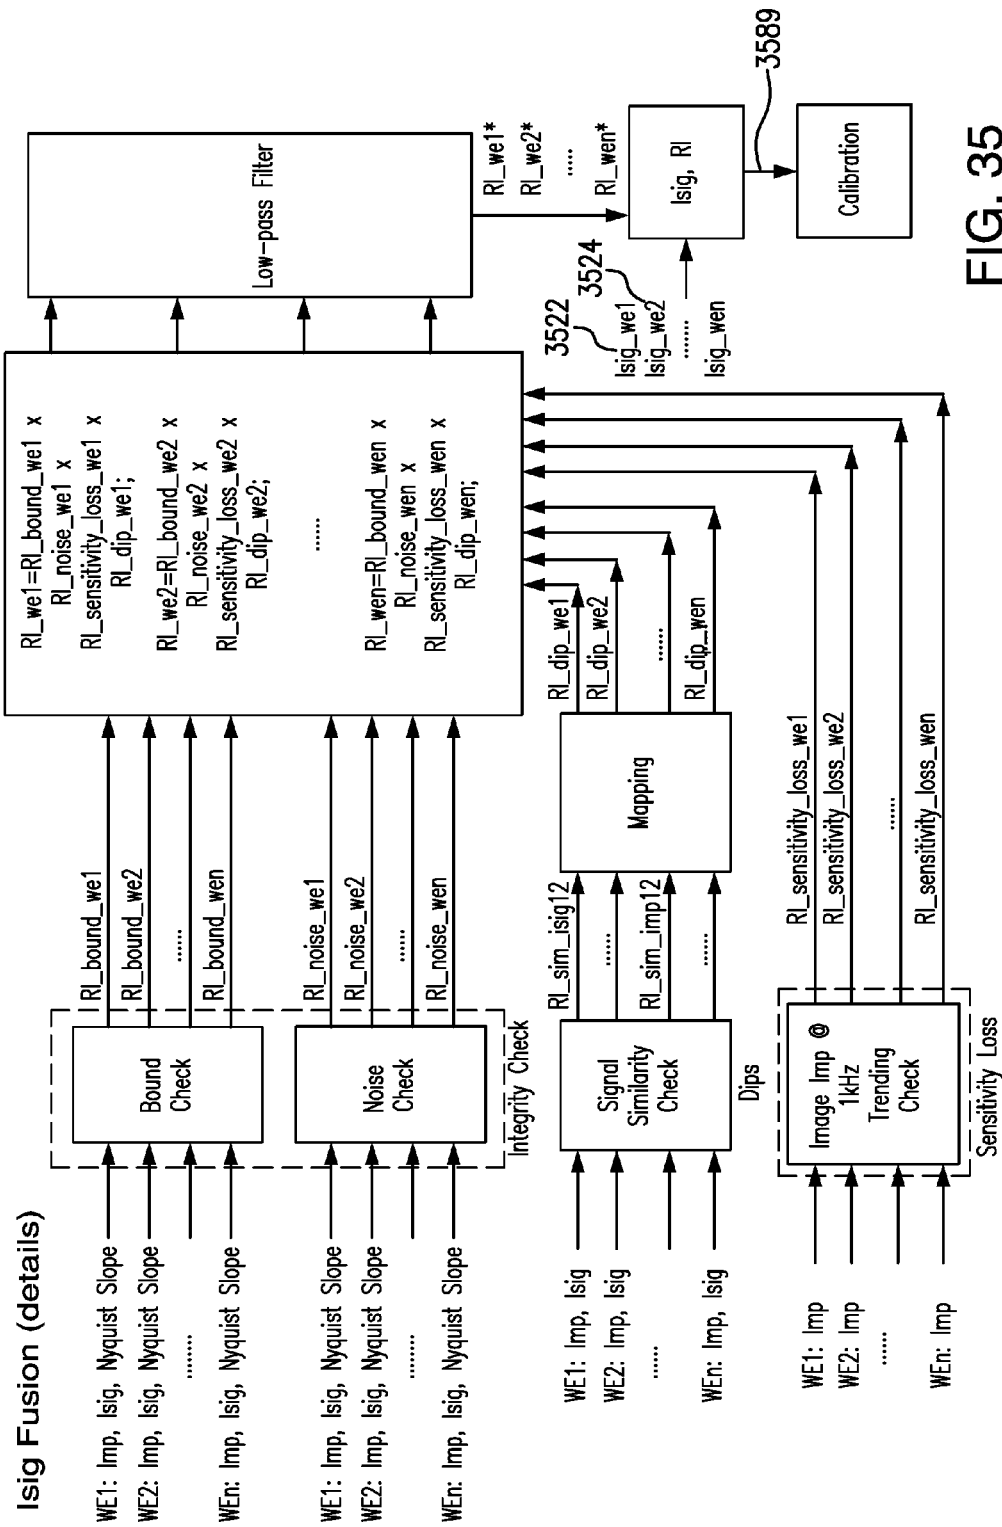 Isig Fusion (details)
WE1: Imp, Isig, Nyquist Slope
WE2: Imp, Isig, Nyquist Slope
........
WEn: Imp, Isig, Nyquist Slope
Bound
Check
RI_bound_we1
RI_bound_we2
......
RI_bound_wen
WE1: Imp, Isig, Nyquist Slope
WE2: Imp, Isig, Nyquist Slope
......
WEn: Imp, Isig, Nyquist Slope
Noise
Check
Integrity Check
RI_noise_we1
RI_noise_we2
......
RI_noise_wen
WE1: Imp, Isig
WE2: Imp, Isig
......
WEn: Imp, Isig
Signal
Similarity
Check
Dips
RI_sim_isig12
......
RI_sim_imp12
......
Mapping
RI_dip_we1
RI_dip_we2
......
RI_dip_wen
WE1: Imp
WE2: Imp
......
WEn: Imp
Image Imp @
1kHz
Trending
Check
Sensitivity Loss
RI_sensitivity_loss_we1
RI_sensitivity_loss_we2
......
RI_sensitivity_loss_wen
RI_we1=RI_bound_we1 x
RI_noise_we1 x
RI_sensitivity_loss_we1 x
RI_dip_we1;
RI_we2=RI_bound_we2 x
RI_noise_we2 x
RI_sensitivity_loss_we2 x
RI_dip_we2;
......
RI_wen=RI_bound_wen x
RI_noise_wen x
RI_sensitivity_loss_wen x
RI_dip_wen;
Low-pass Filter
RI_we1*
RI_we2*
.....
RI_wen*
3522
3524
Isig_we1
Isig_we2
.......
Isig_wen
Isig, RI
3589
Calibration
FIG. 35